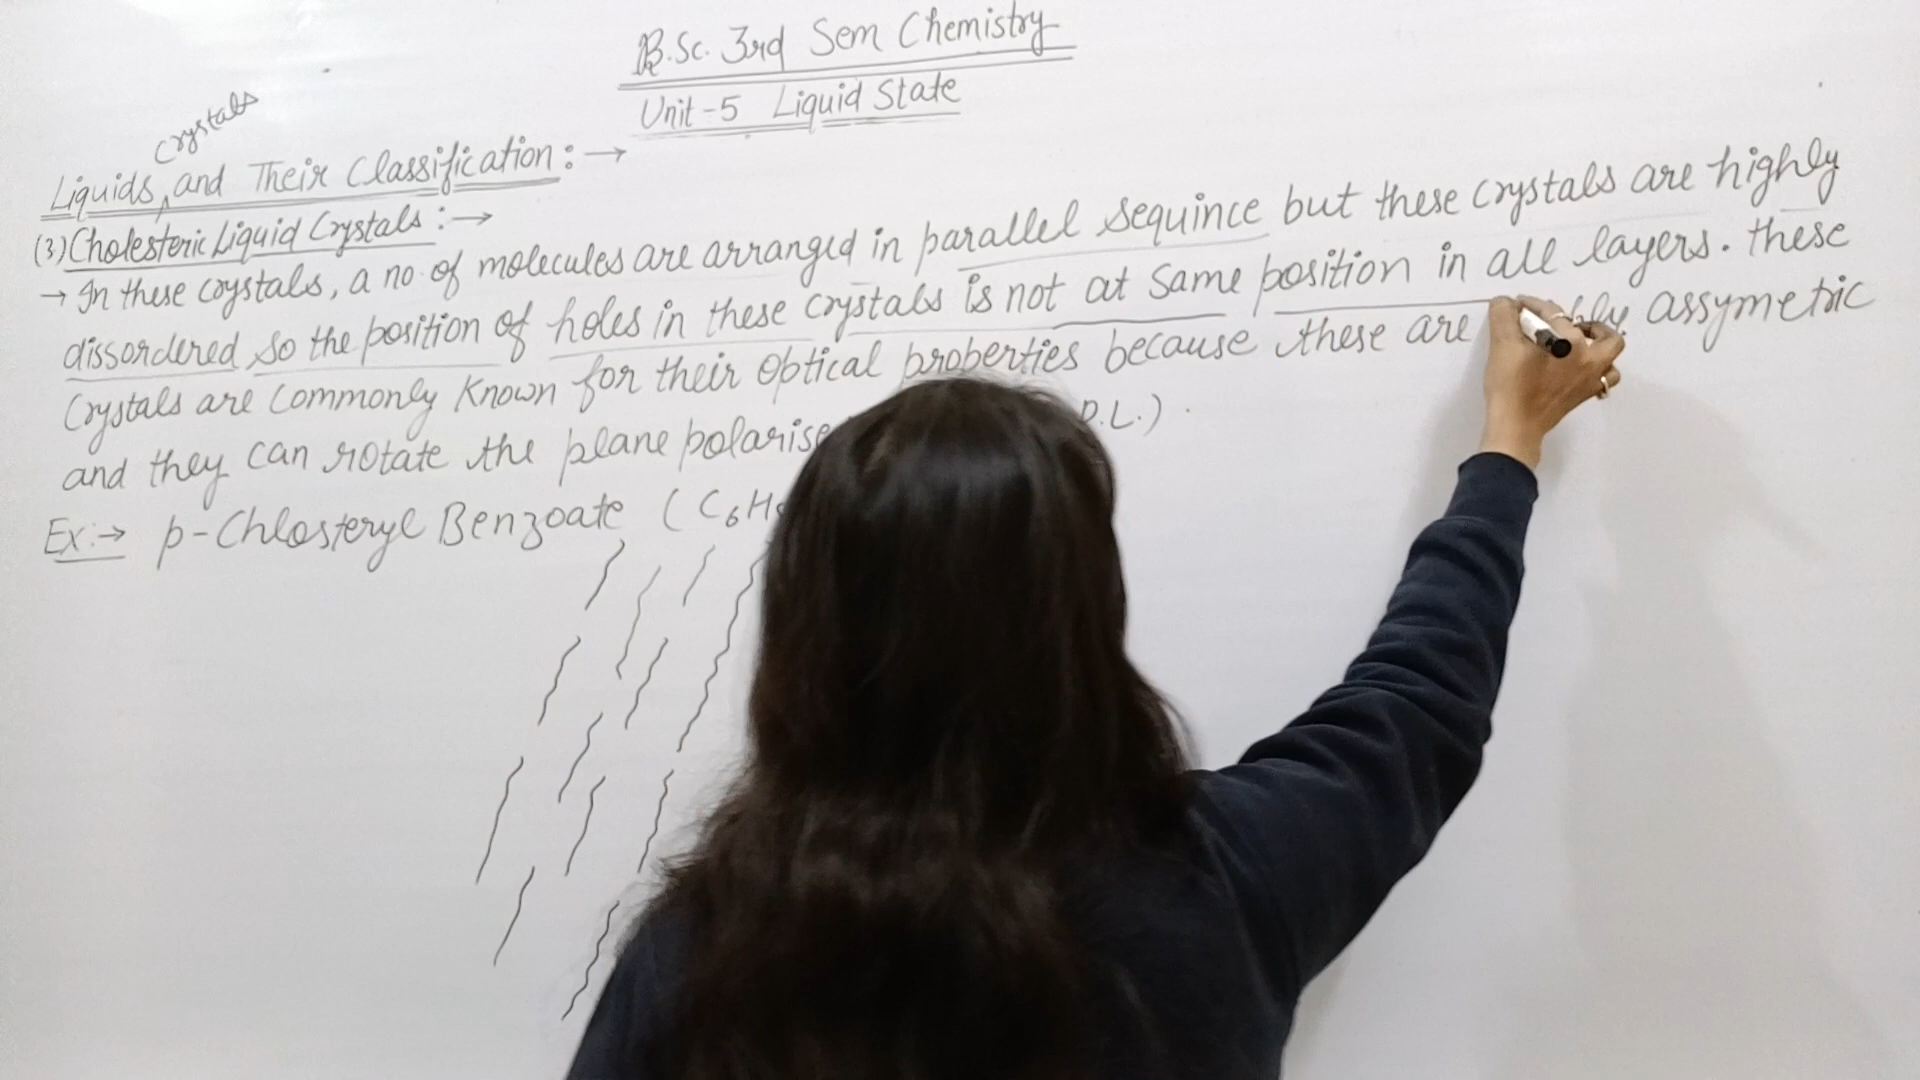 B.Sc. 3rd Sem Chemistry
Unit-5 Liquid State
Crystals
Liquids, and Their Classification :→
(3) Cholesteric Liquid Crystals :→
→ In these crystals, a no. of molecules are arranged in parallel sequince but these crystals are highly
dissordered so the position of holes in these crystals is not at same position in all layers. these
Crystals are commonly known for their optical properties because these are assymetric
and they can rotate the plane D.L.) .
Ex:→ p-Chlosteryl Benzoate (C6H